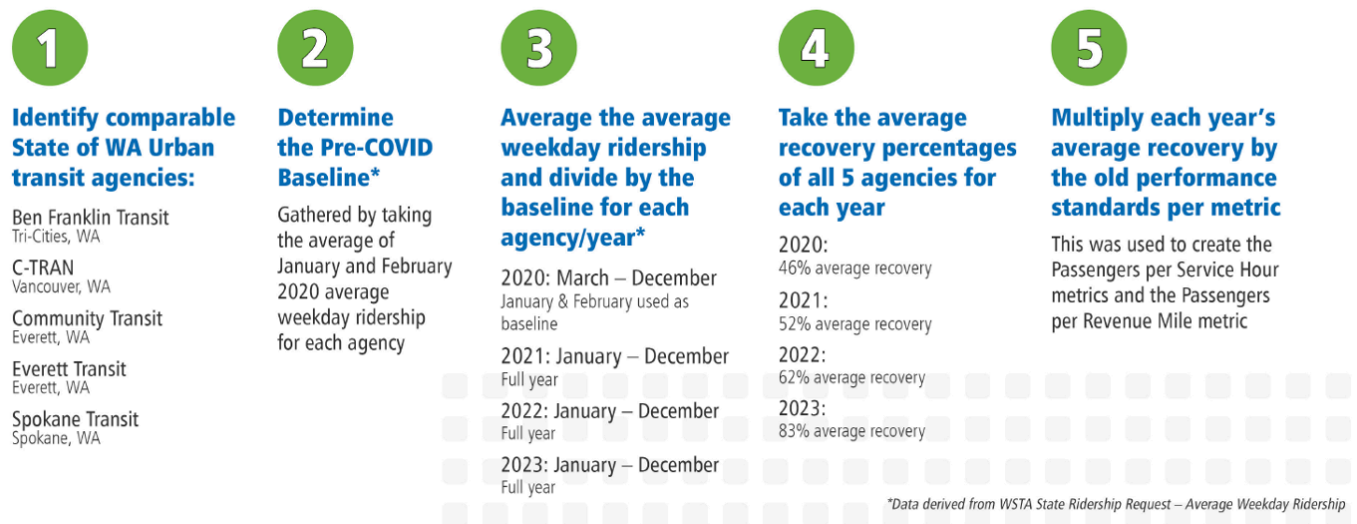 1
Identify comparable
State of WA Urban
transit agencies:
Ben Franklin Transit
Tri-Cities, WA
C-TRAN
Vancouver, WA
Community Transit
Everett, WA
Everett Transit
Everett, WA
Spokane Transit
Spokane, WA
2
Determine
the Pre-COVID
Baseline*
Gathered by taking
the average of
January and February
2020 average
weekday ridership
for each agency
3
Average the average
weekday ridership
and divide by the
baseline for each
agency/year*
2020: March – December
January & February used as
baseline
2021: January – December
Full year
2022: January – December
Full year
2023: January – December
Full year
4
Take the average
recovery percentages
of all 5 agencies for
each year
2020:
46% average recovery
2021:
52% average recovery
2022:
62% average recovery
2023:
83% average recovery
5
Multiply each year's
average recovery by
the old performance
standards per metric
This was used to create the
Passengers per Service Hour
metrics and the Passengers
per Revenue Mile metric
*Data derived from WSTA State Ridership Request – Average Weekday Ridership